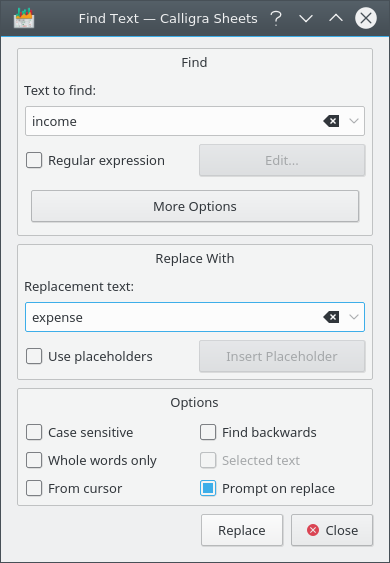 Find Text — Calligra Sheets
Find
Text to find:
income
Regular expression
Edit...
More Options
Replace With
Replacement text:
expense
Use placeholders
Insert Placeholder
Options
Case sensitive
Find backwards
Whole words only
Selected text
From cursor
Prompt on replace
Replace
Close